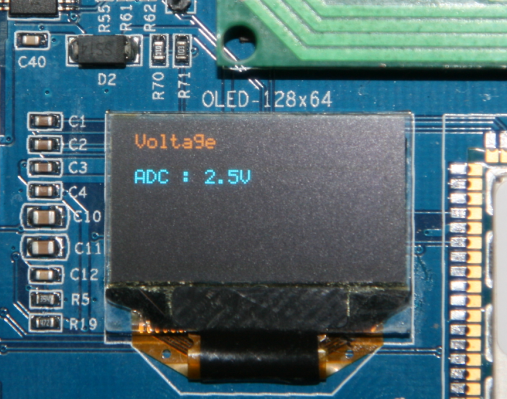 R55
R61
R62
C40
D2
R70
R71
OLED-128x64
C1
C2
C3
C4
C10
C11
C12
R5
R19
Voltage
ADC : 2.5V